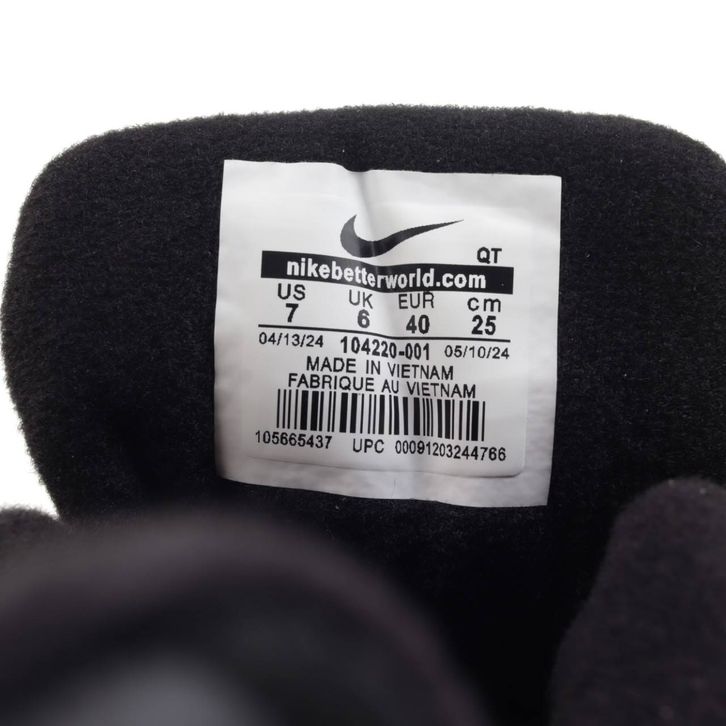 QT
nikebetterworld.com
US UK EUR cm
7 6 40 25
04/13/24 104220-001 05/10/24
MADE IN VIETNAM
FABRIQUE AU VIETNAM
105665437 UPC 00091203244766